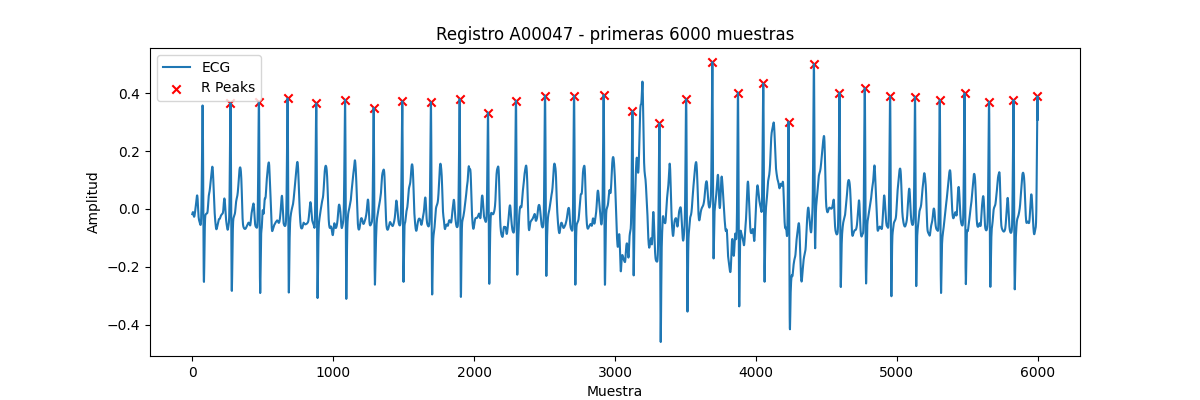 Registro A00047 - primeras 6000 muestras
ECG
R Peaks
Amplitud
0.4
0.2
0.0
−0.2
−0.4
0 1000 2000 3000 4000 5000 6000
Muestra